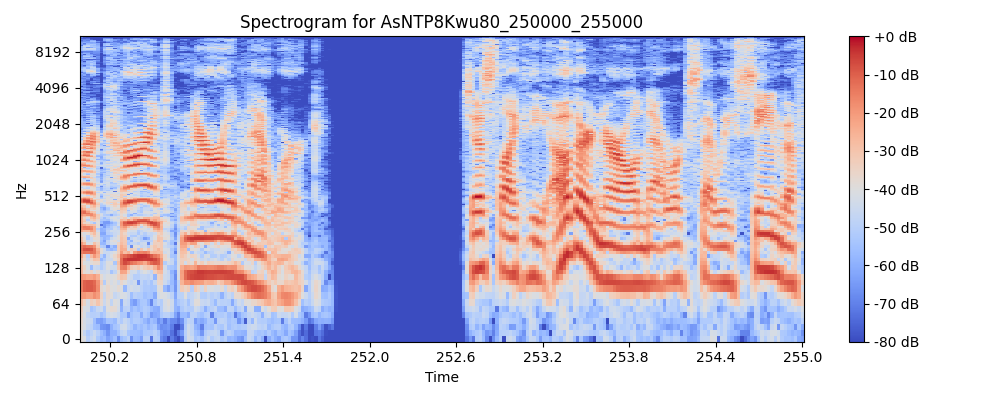 Spectrogram for AsNTP8Kwu80_250000_255000
8192
4096
2048
1024
512
256
128
64
0
Hz
250.2 250.8 251.4 252.0 252.6 253.2 253.8 254.4 255.0
Time
+0 dB
-10 dB
-20 dB
-30 dB
-40 dB
-50 dB
-60 dB
-70 dB
-80 dB